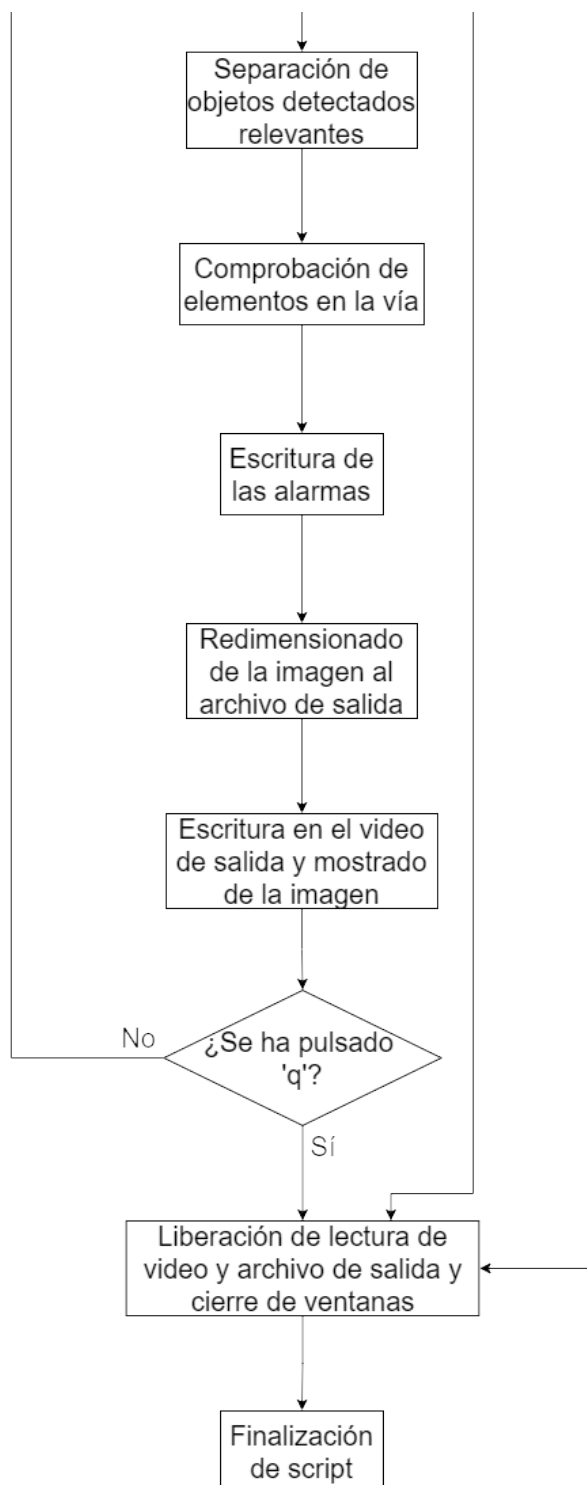 Separación de
objetos detectados
relevantes
Comprobación de
elementos en la vía
Escritura de
las alarmas
Redimensionado
de la imagen al
archivo de salida
Escritura en el video
de salida y mostrado
de la imagen
No
¿Se ha pulsado
'q'?
Sí
Liberación de lectura de
video y archivo de salida y
cierre de ventanas
Finalización
de script